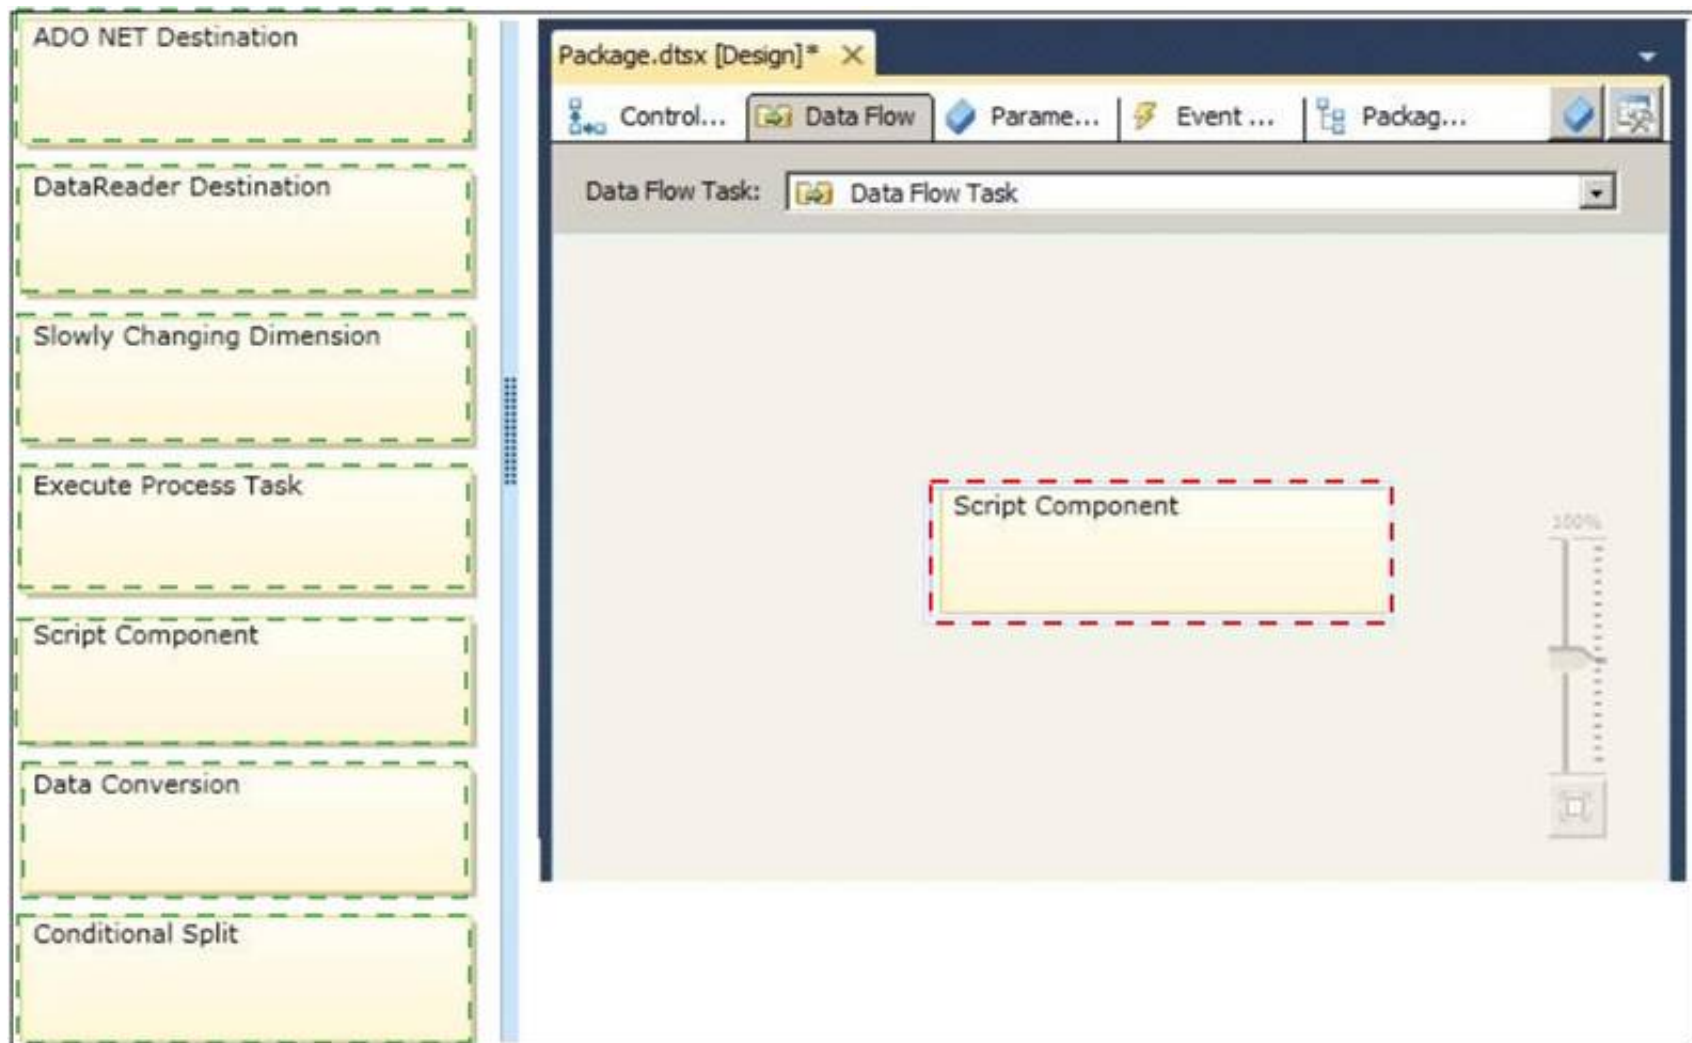 ADO NET Destination
DataReader Destination
Slowly Changing Dimension
Execute Process Task
Script Component
Data Conversion
Conditional Split
Package.dtsx [Design]*
Control... Data Flow Parame... Event ... Packag...
Data Flow Task: Data Flow Task
Script Component
100%